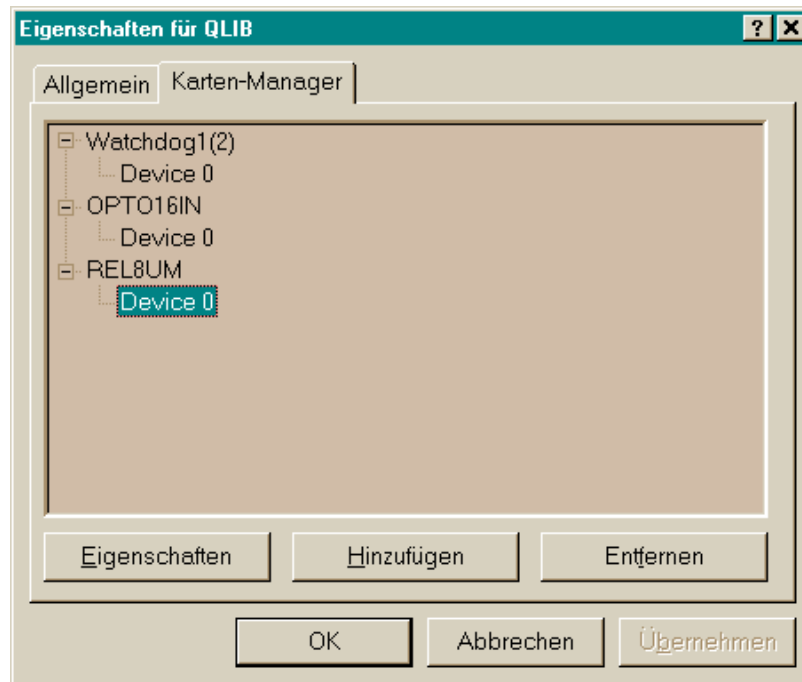 Eigenschaften für QLIB
Allgemein Karten-Manager
Watchdog1(2)
Device 0
OPTO16IN
Device 0
REL8UM
Device 0
Eigenschaften Hinzufügen Entfernen
OK Abbrechen Übernehmen